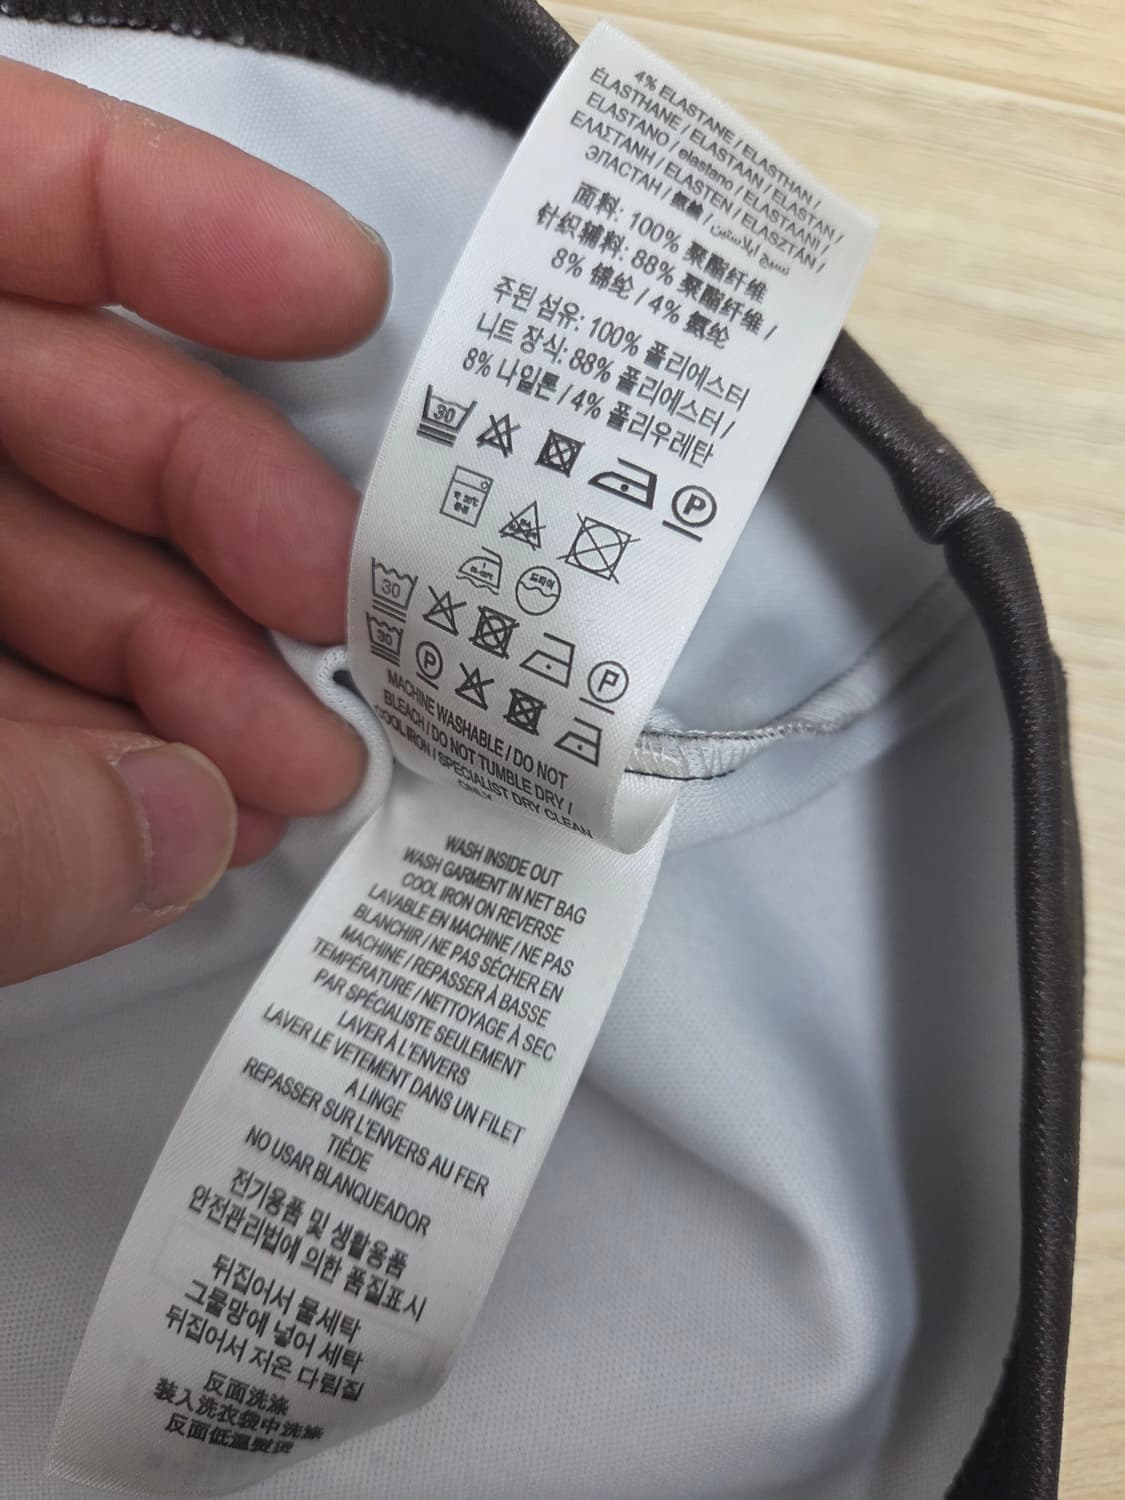 4% ELASTANE / ELASTHAN /
ÉLASTHANE / ELASTAAN / ELASTAN /
ELASTANO / elastano / ELASTAANI /
ΕΛΑΣΤΑΝΗ / ELASTEN / ELASZTÁN /
ЭПАСТАН /
面料: 100% 聚酯纤维
针织辅料: 88% 聚酯纤维 /
8% 锦纶 / 4% 氨纶
주된 섬유: 100% 폴리에스터
니트 장식: 88% 폴리에스터 /
8% 나일론 / 4% 폴리우레탄
30 P
드라이
30 P
30 P
MACHINE WASHABLE / DO NOT
BLEACH / DO NOT TUMBLE DRY /
COOL IRON / SPECIALIST DRY CLEAN
ONLY
WASH INSIDE OUT
WASH GARMENT IN NET BAG
COOL IRON ON REVERSE
LAVABLE EN MACHINE / NE PAS
BLANCHIR / NE PAS SÉCHER EN
MACHINE / REPASSER À BASSE
TEMPÉRATURE / NETTOYAGE À SEC
PAR SPÉCIALISTE SEULEMENT
LAVER À L'ENVERS
LAVER LE VETEMENT DANS UN FILET
A LINGE
REPASSER SUR L'ENVERS AU FER
TIÈDE
NO USAR BLANQUEADOR
전기용품 및 생활용품
안전관리법에 의한 품질표시
뒤집어서 물세탁
그물망에 넣어 세탁
뒤집어서 저온 다림질
反面洗涤
装入洗衣袋中洗涤
反面低温熨烫